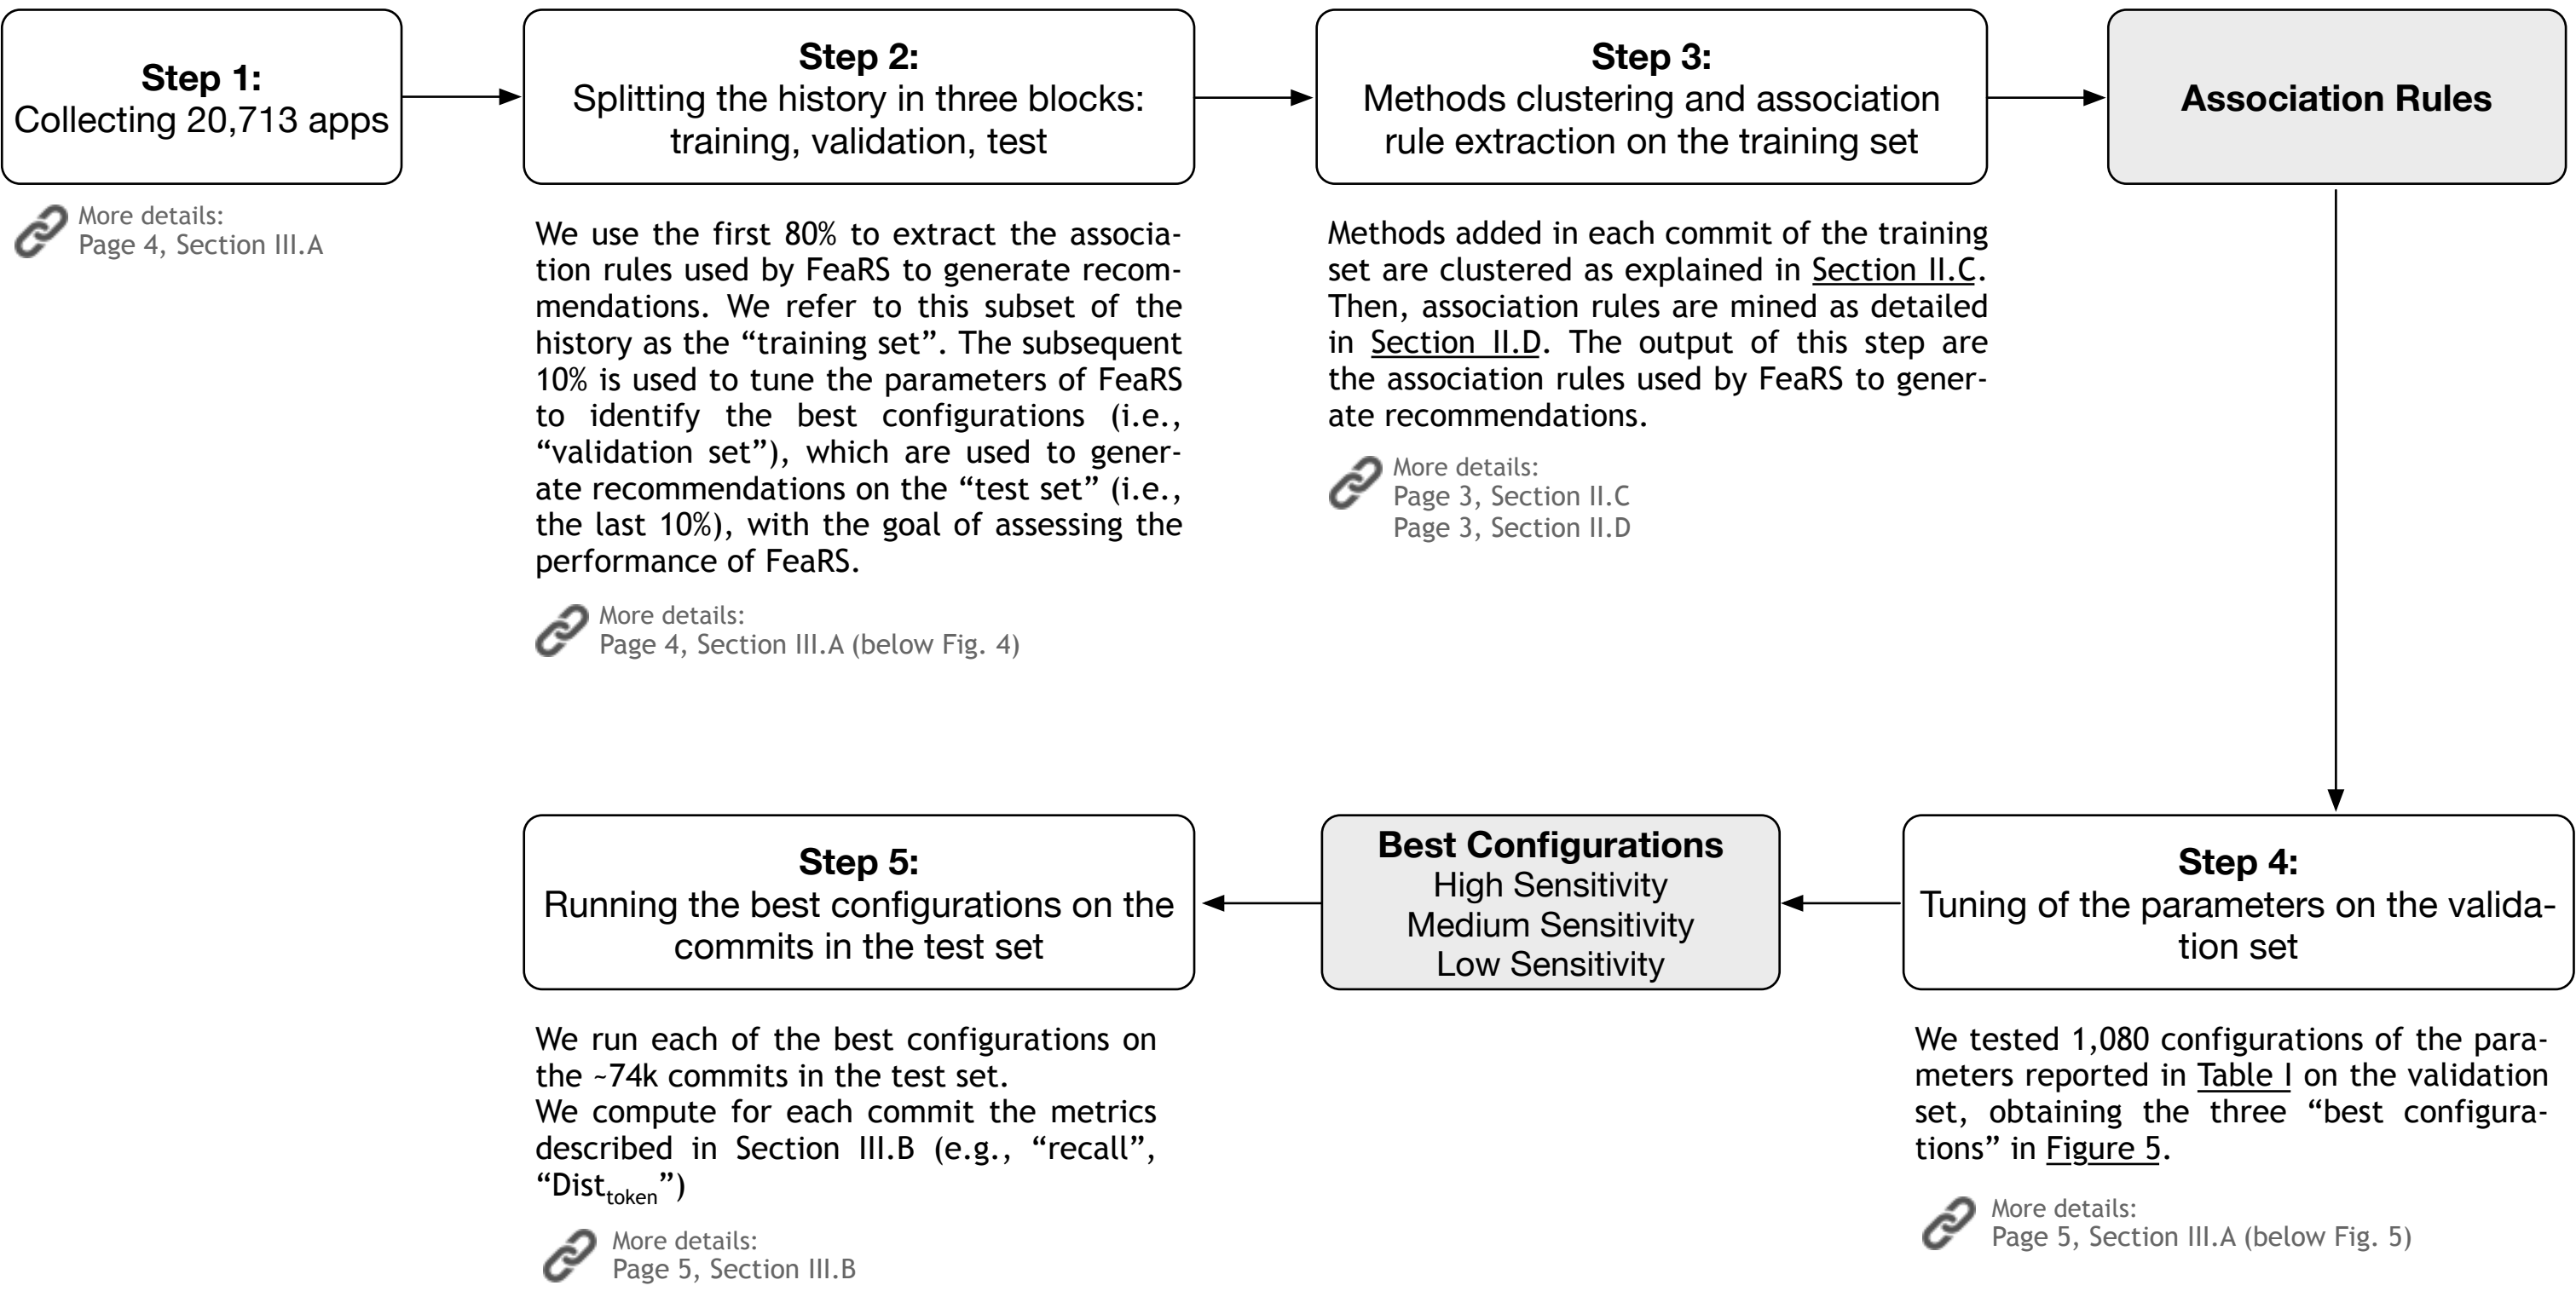 Step 1:
Collecting 20,713 apps
More details:
Page 4, Section III.A
Step 2:
Splitting the history in three blocks:
training, validation, test
We use the first 80% to extract the associa-
tion rules used by FeaRS to generate recom-
mendations. We refer to this subset of the
history as the “training set”. The subsequent
10% is used to tune the parameters of FeaRS
to identify the best configurations (i.e.,
“validation set”), which are used to gener-
ate recommendations on the “test set” (i.e.,
the last 10%), with the goal of assessing the
performance of FeaRS.
More details:
Page 4, Section III.A (below Fig. 4)
Step 3:
Methods clustering and association
rule extraction on the training set
Methods added in each commit of the training
set are clustered as explained in Section II.C.
Then, association rules are mined as detailed
in Section II.D. The output of this step are
the association rules used by FeaRS to gener-
ate recommendations.
More details:
Page 3, Section II.C
Page 3, Section II.D
Association Rules
Step 4:
Tuning of the parameters on the valida-
tion set
We tested 1,080 configurations of the para-
meters reported in Table I on the validation
set, obtaining the three “best configura-
tions” in Figure 5.
More details:
Page 5, Section III.A (below Fig. 5)
Best Configurations
High Sensitivity
Medium Sensitivity
Low Sensitivity
Step 5:
Running the best configurations on the
commits in the test set
We run each of the best configurations on
the ~74k commits in the test set.
We compute for each commit the metrics
described in Section III.B (e.g., “recall”,
“Dist token”)
More details:
Page 5, Section III.B